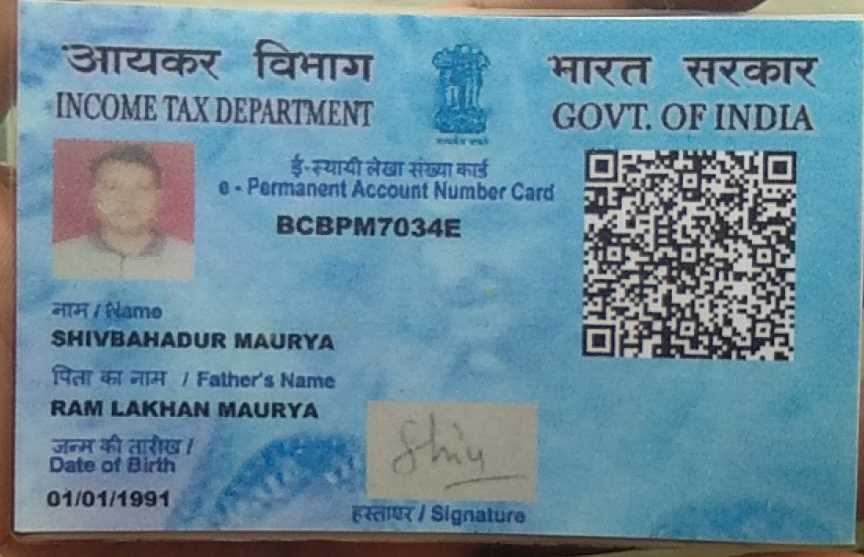 आयकर विभाग
INCOME TAX DEPARTMENT
भारत सरकार
GOVT. OF INDIA
ई-स्थायी लेखा संख्या कार्ड
e - Permanent Account Number Card
BCBPM7034E
नाम / Name
SHIVBAHADUR MAURYA
पिता का नाम / Father's Name
RAM LAKHAN MAURYA
जन्म की तारीख /
Date of Birth
01/01/1991
Shiv
हस्ताक्षर / Signature